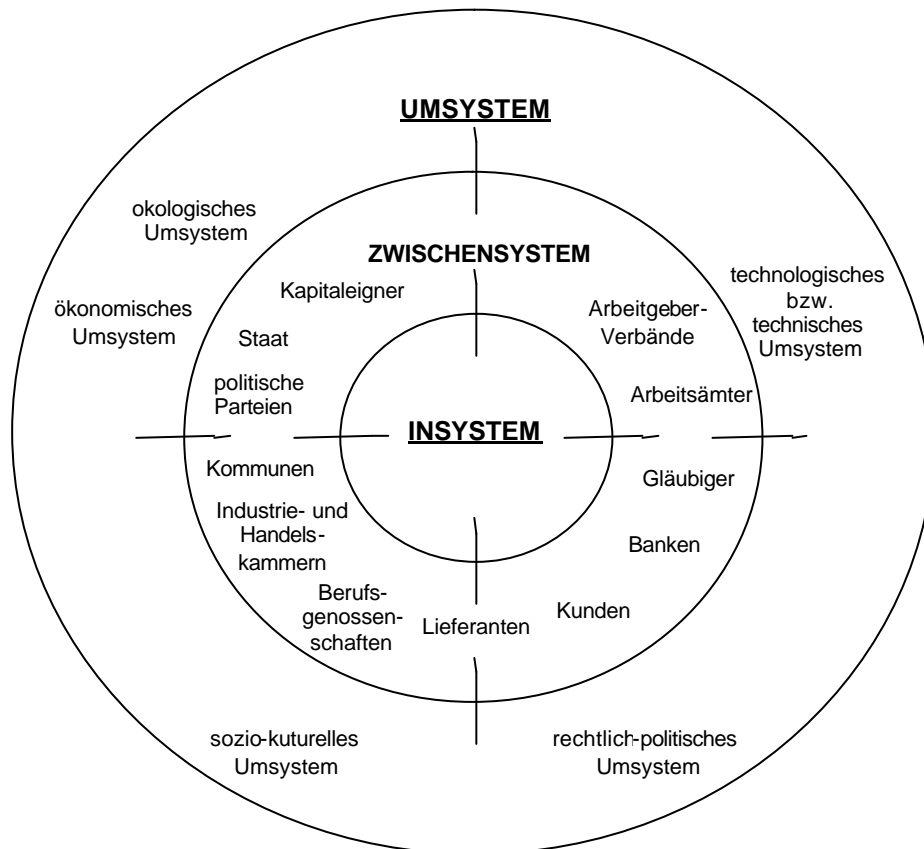 UMSYSTEM
okologisches
Umsystem
ZWISCHENSYSTEM
Kapitaleigner
ökonomisches
Umsystem
Staat
politische
Parteien
Arbeitgeber-
Verbände
technologisches
bzw.
technisches
Umsystem
Arbeitsämter
INSYSTEM
Kommunen
Industrie- und
Handels-
kammern
Berufs-
genossen-
schaften
Lieferanten
Kunden
Banken
Gläubiger
sozio-kuturelles
Umsystem
rechtlich-politisches
Umsystem